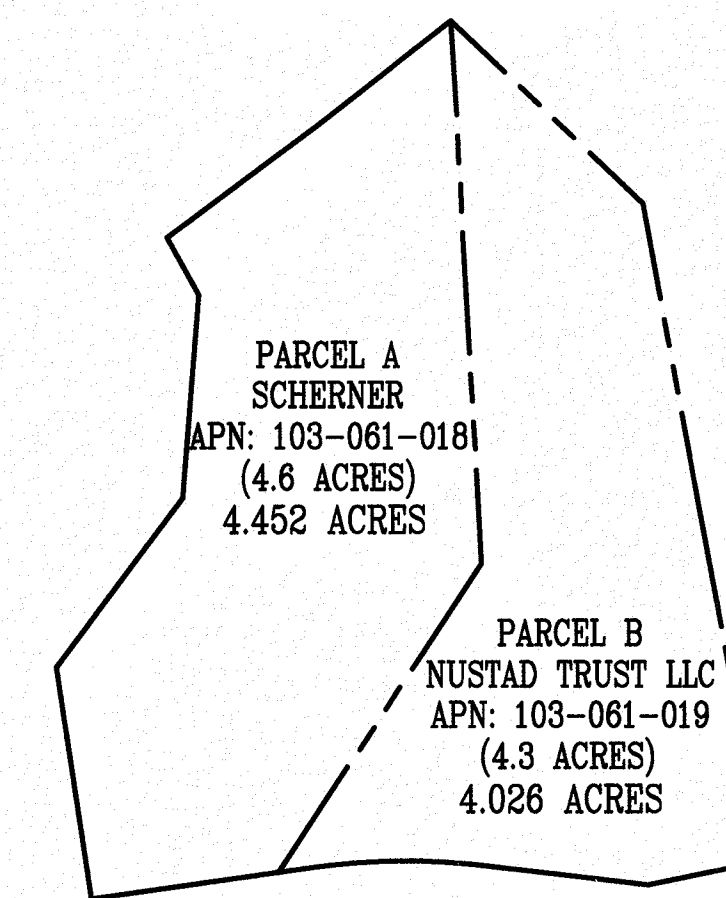 PARCEL A
SCHERNER
APN: 103-061-018
(4.6 ACRES)
4.452 ACRES
PARCEL B
NUSTAD TRUST LLC
APN: 103-061-019
(4.3 ACRES)
4.026 ACRES